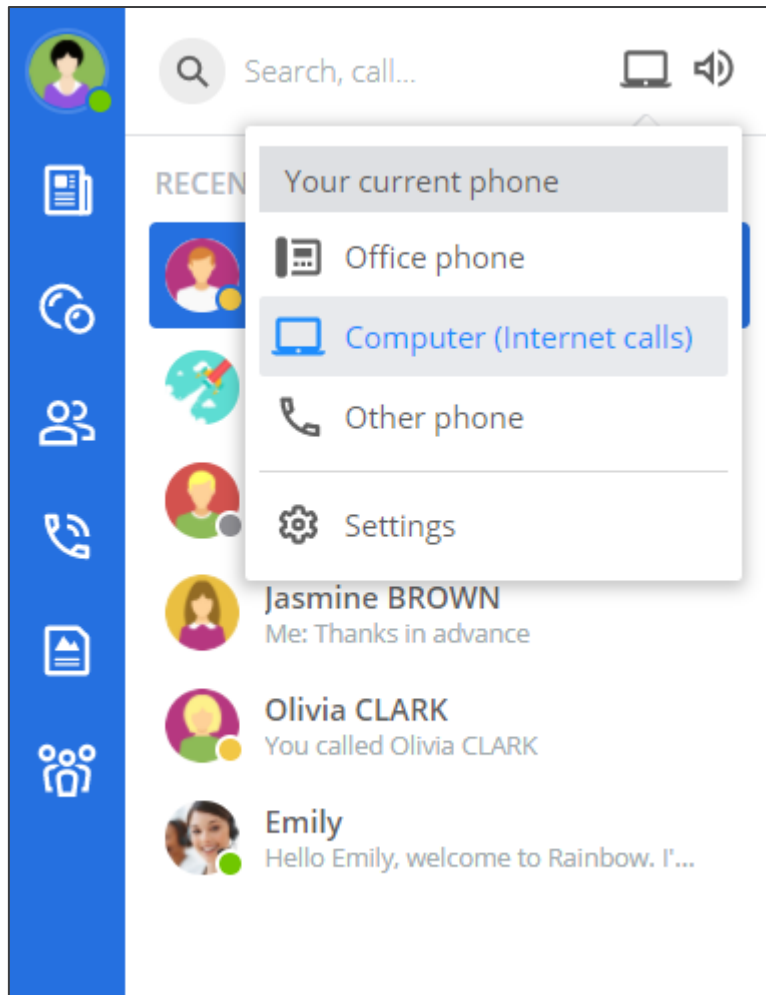 Search, call...
RECEN
Your current phone
Office phone
Computer (Internet calls)
Other phone
Settings
Jasmine BROWN
Me: Thanks in advance
Olivia CLARK
You called Olivia CLARK
Emily
Hello Emily, welcome to Rainbow. I'...